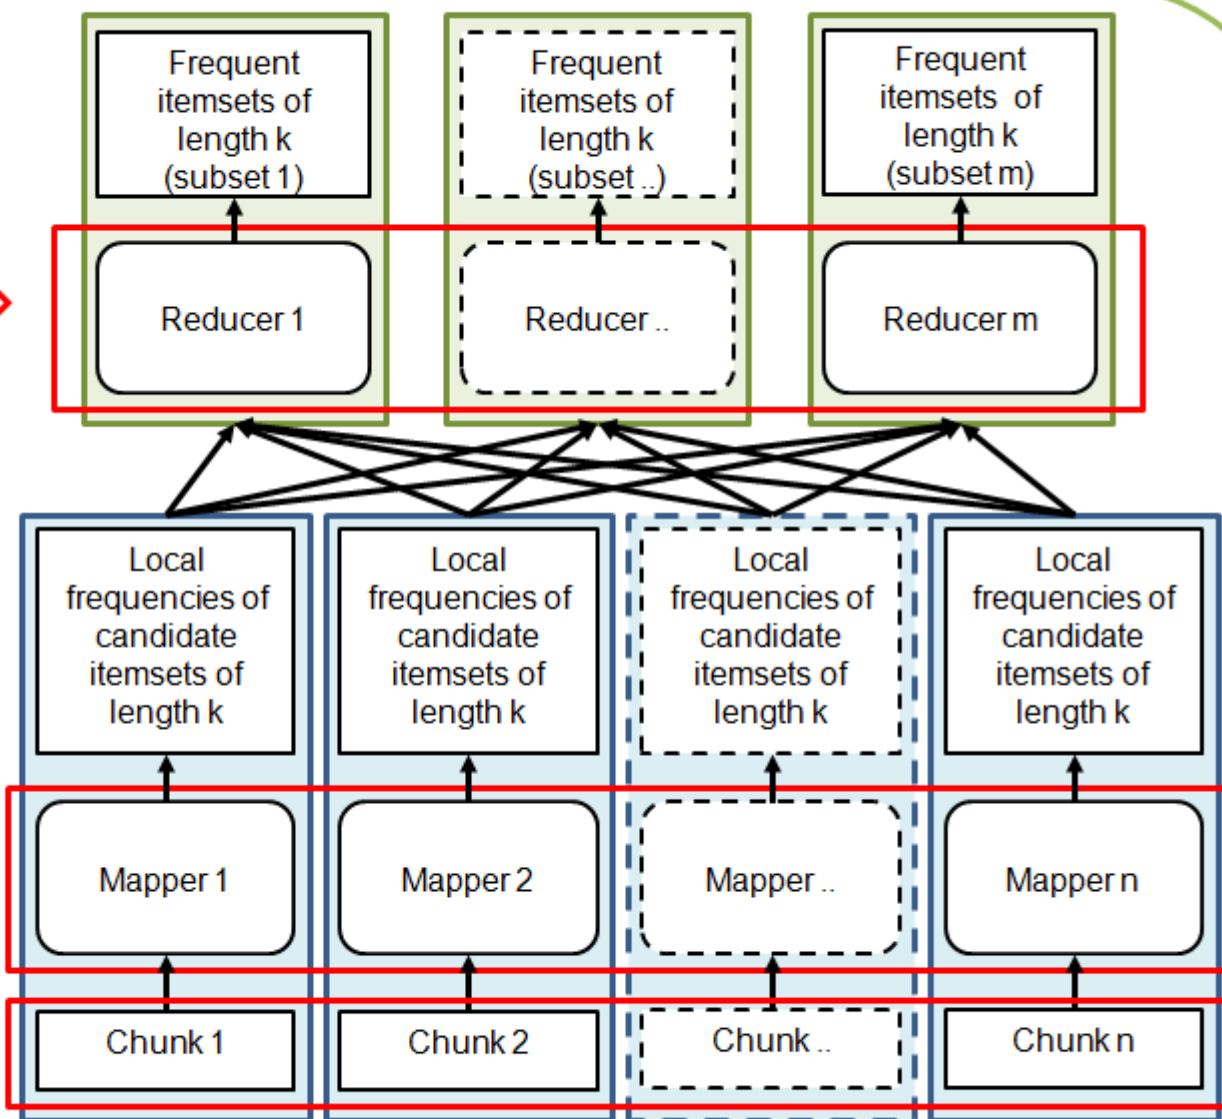 Frequent
itemsets of
length k
(subset 1)
Frequent
itemsets of
length k
(subset ..)
Frequent
itemsets of
length k
(subset m)
Reducer 1
Reducer ..
Reducer m
Local
frequencies of
candidate
itemsets of
length k
Local
frequencies of
candidate
itemsets of
length k
Local
frequencies of
candidate
itemsets of
length k
Local
frequencies of
candidate
itemsets of
length k
Mapper 1
Mapper 2
Mapper ..
Mapper n
Chunk 1
Chunk 2
Chunk ..
Chunk n